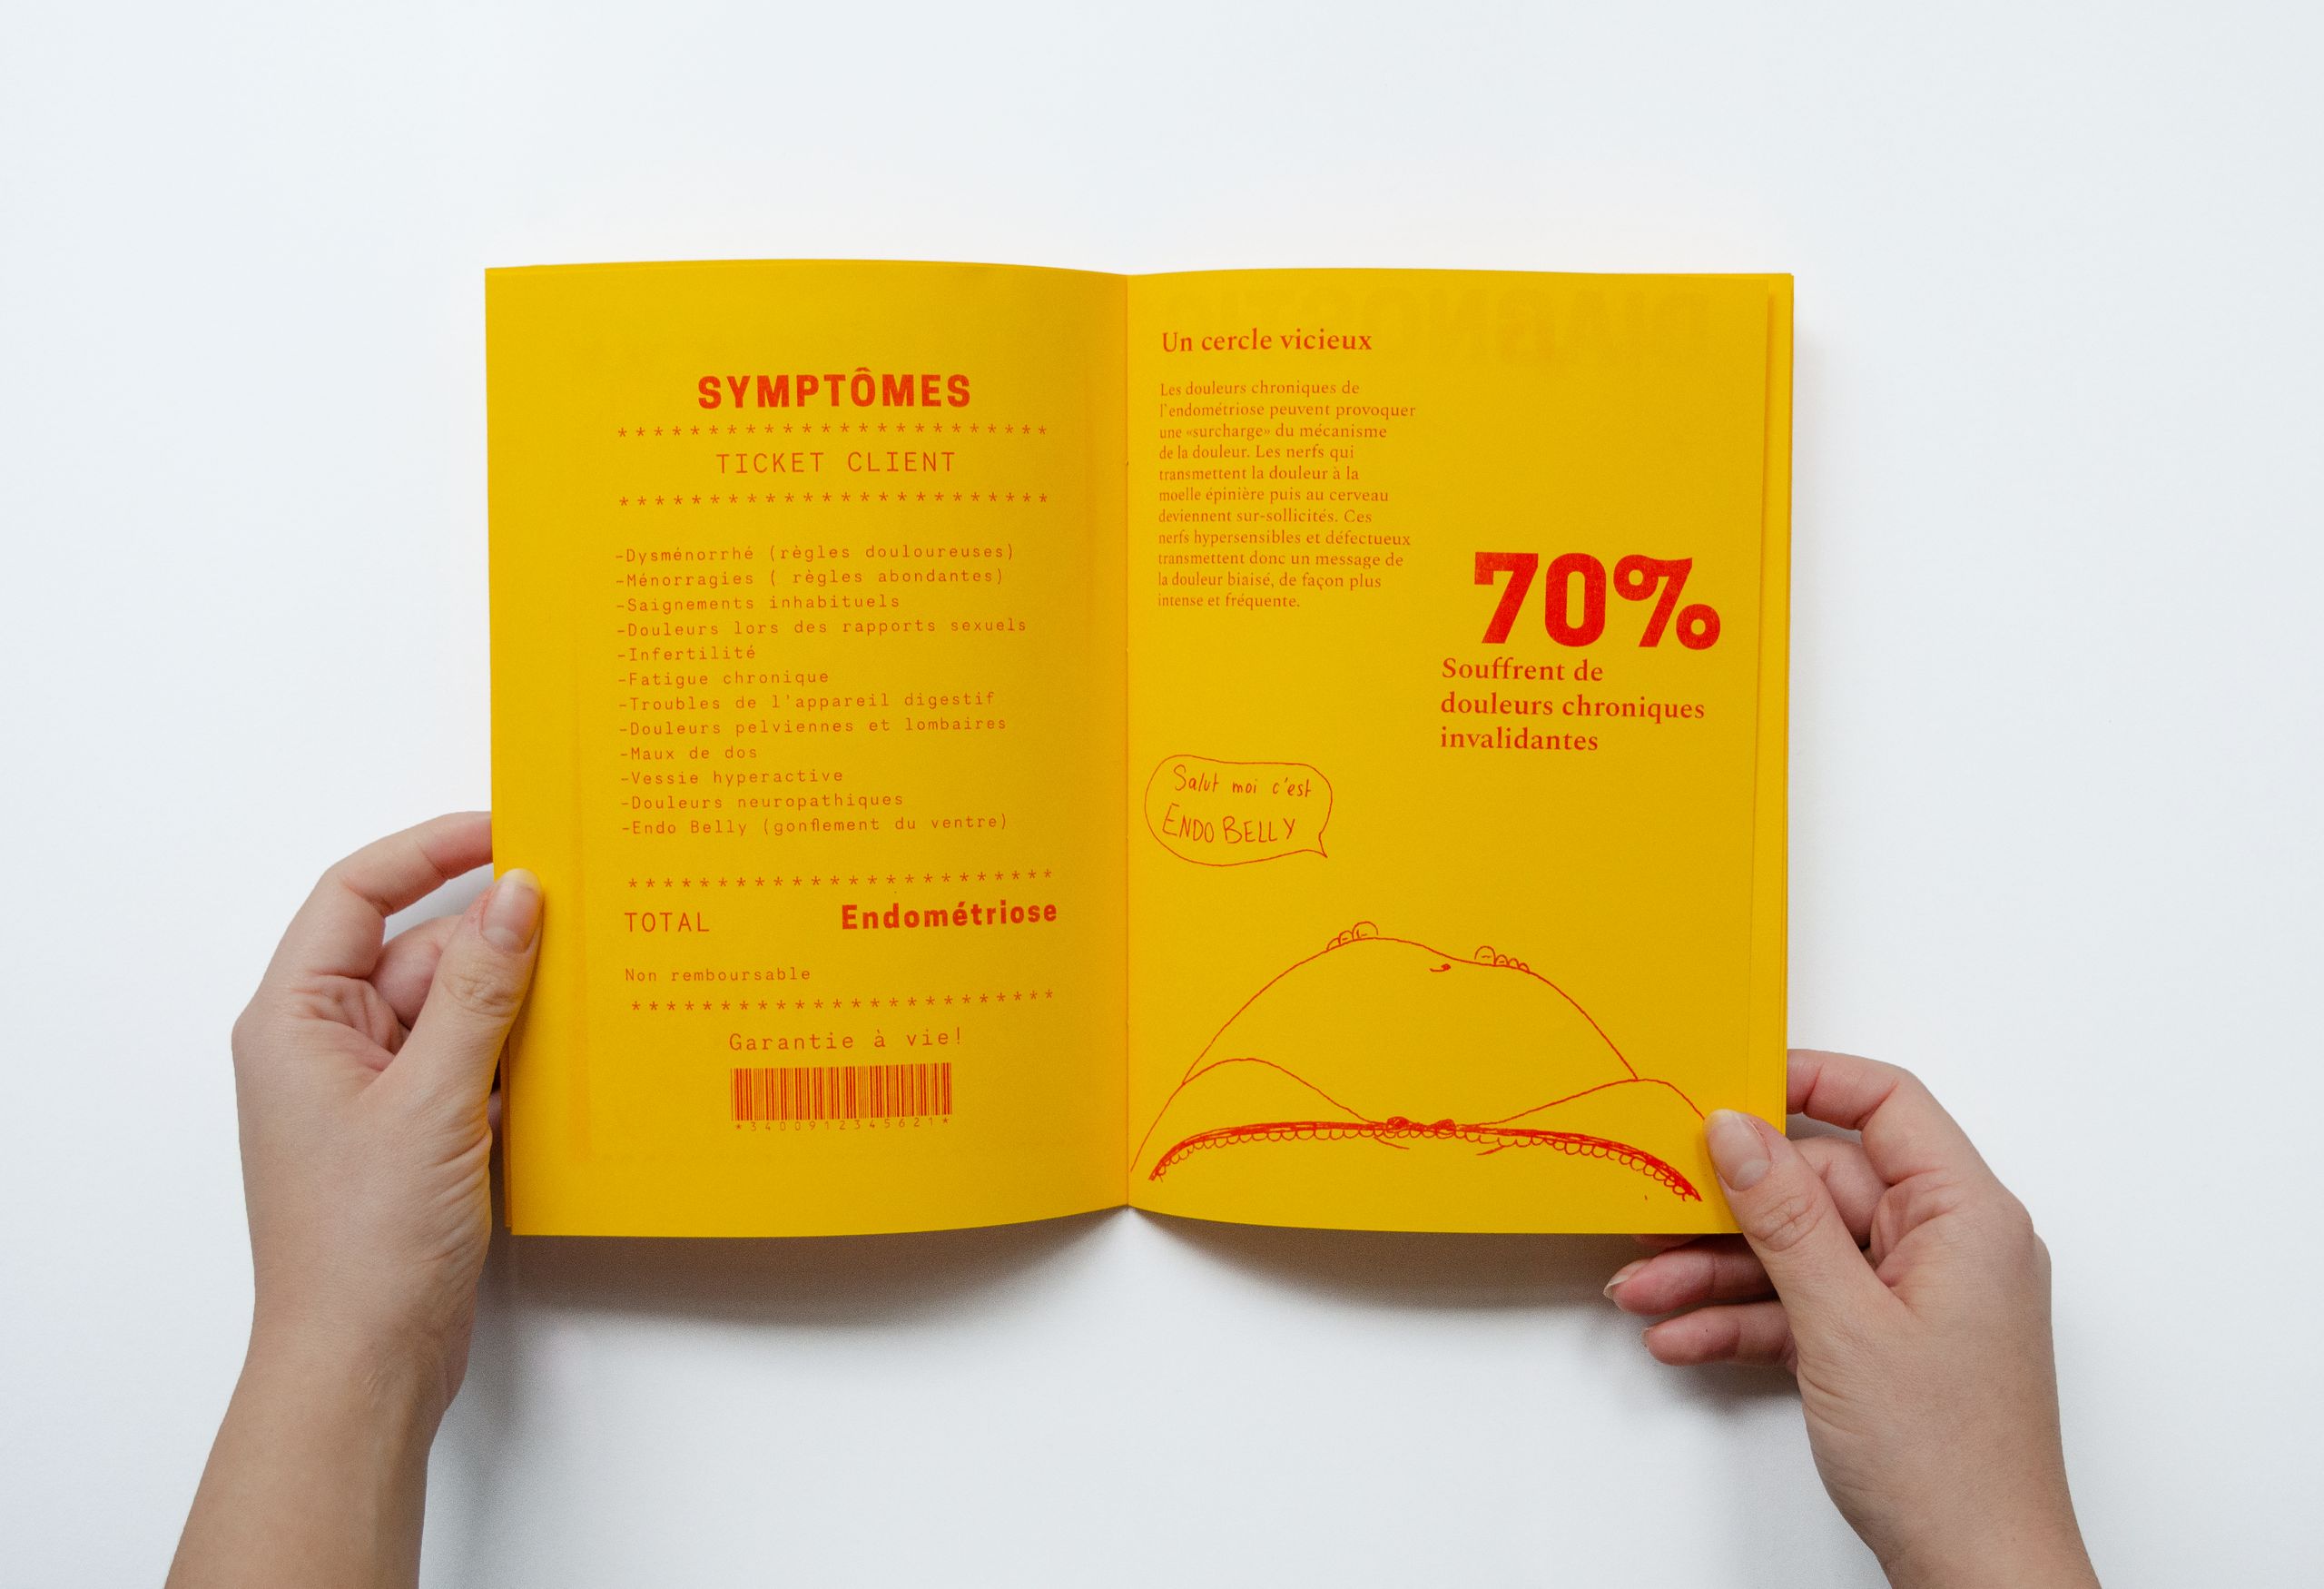 SYMPTÔMES
*************************
TICKET CLIENT
*************************
-Dysménorrhé (règles douloureuses)
-Ménorragies ( règles abondantes)
-Saignements inhabituels
-Douleurs lors des rapports sexuels
-Infertilité
-Fatigue chronique
-Troubles de l'appareil digestif
-Douleurs pelviennes et lombaires
-Maux de dos
-Vessie hyperactive
-Douleurs neuropathiques
-Endo Belly (gonflement du ventre)
*************************
TOTAL Endométriose
Non remboursable
*************************
Garantie à vie!
*3400912345621*
Un cercle vicieux
Les douleurs chroniques de
l'endométriose peuvent provoquer
une «surcharge» du mécanisme
de la douleur. Les nerfs qui
transmettent la douleur à la
moelle épinière puis au cerveau
deviennent sur-sollicités. Ces
nerfs hypersensibles et défectueux
transmettent donc un message de
la douleur biaisé, de façon plus
intense et fréquente.
70%
Souffrent de
douleurs chroniques
invalidantes
Salut moi c'est
ENDO BELLY